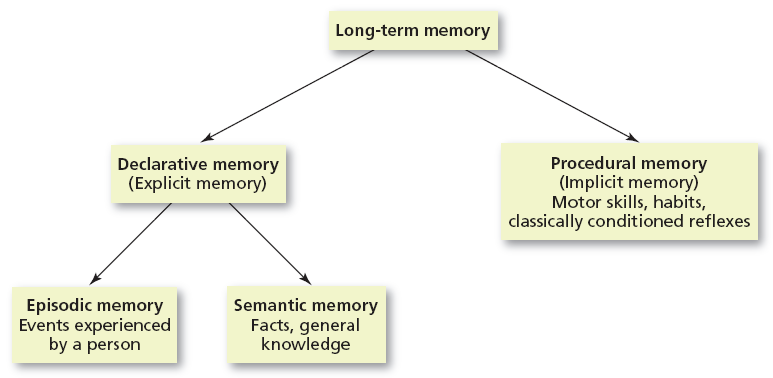 Long-term memory
Declarative memory
(Explicit memory)
Procedural memory
(Implicit memory)
Motor skills, habits,
classically conditioned reflexes
Episodic memory
Events experienced
by a person
Semantic memory
Facts, general
knowledge